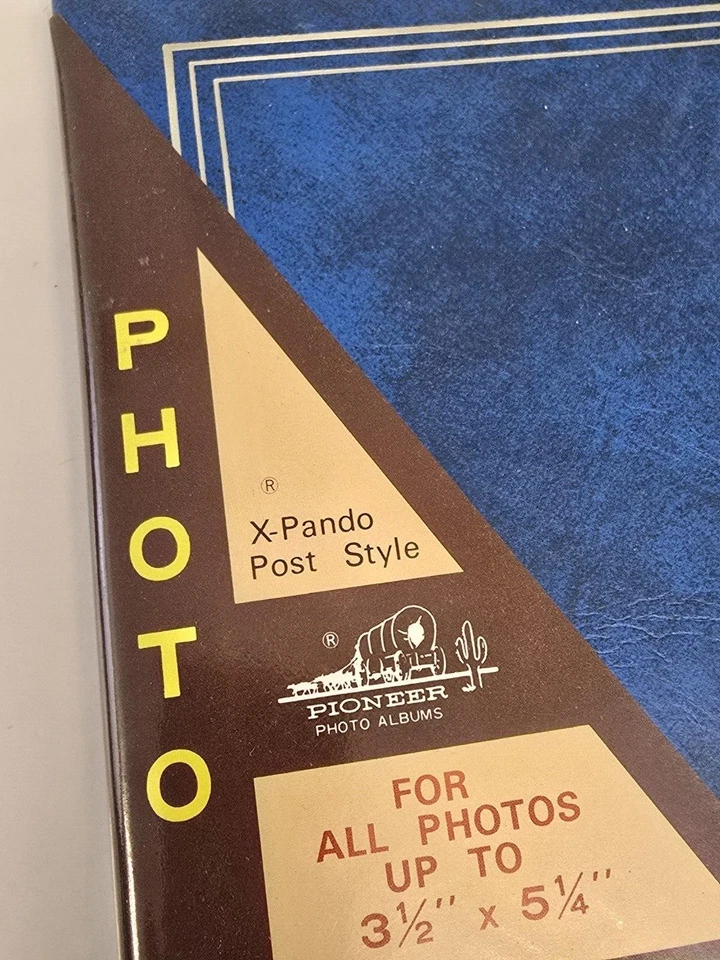 PHOTO
®
X-Pando
Post Style
®
PIONEER
PHOTO ALBUMS
FOR
ALL PHOTOS
UP TO
3½" x 5¼"